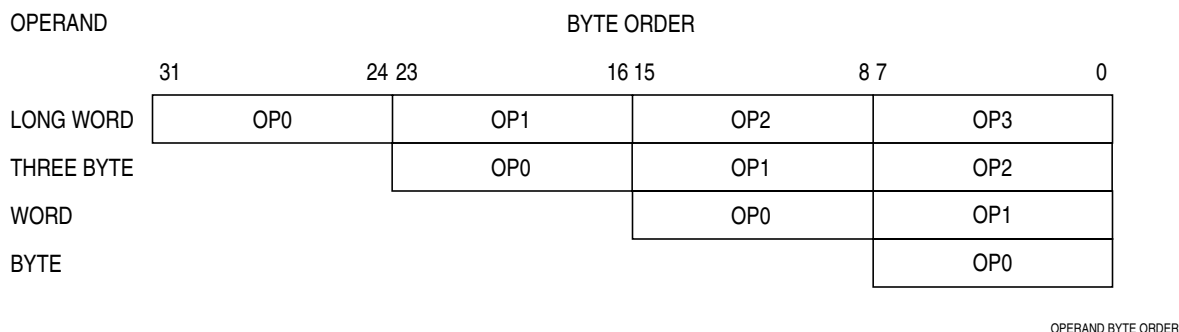 OPERAND BYTE ORDER
31 24 23 16 15 8 7 0
LONG WORD OP0 OP1 OP2 OP3
THREE BYTE OP0 OP1 OP2
WORD OP0 OP1
BYTE OP0
OPERAND BYTE ORDER